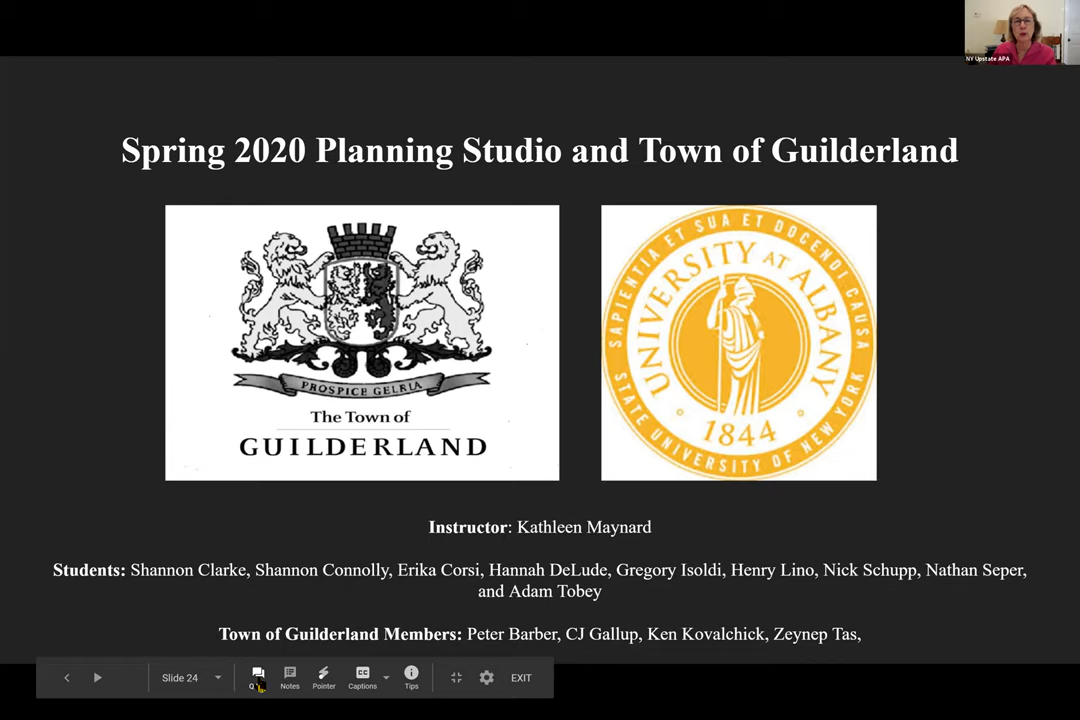 NY Upstate APA
Spring 2020 Planning Studio and Town of Guilderland
PROSPICE GELRIA
The Town of
GUILDERLAND
SAPIENTIA ET SUA ET DOCENDI CAUSA
UNIVERSITY AT ALBANY
1844
STATE UNIVERSITY OF NEW YORK
Instructor: Kathleen Maynard
Students: Shannon Clarke, Shannon Connolly, Erika Corsi, Hannah DeLude, Gregory Isoldi, Henry Lino, Nick Schupp, Nathan Seper,
and Adam Tobey
Town of Guilderland Members: Peter Barber, CJ Gallup, Ken Kovalchick, Zeynep Tas,
Slide 24
Notes
Pointer
Captions
Tips
EXIT
CC